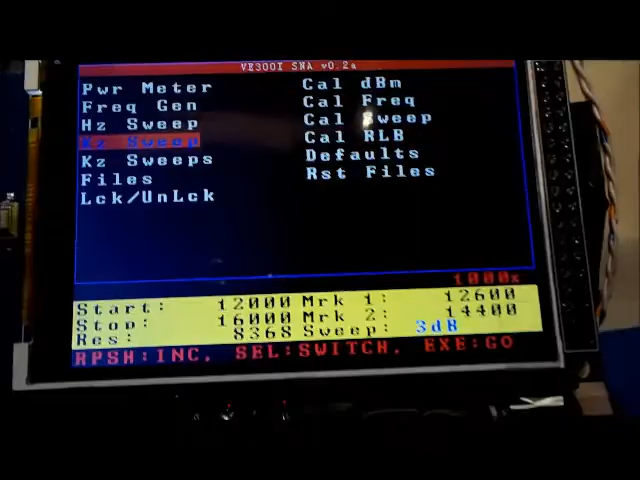 VE300I SNA v0.2a
Pwr Meter Cal dBm
Freq Gen Cal Freq
Hz Sweep Cal Sweep
Kz Sweep Cal RLB
Kz Sweeps Defaults
Files Rst Files
Lck/UnLck
1000x
Start: 12000 Mrk 1: 12600
Stop: 16000 Mrk 2: 14400
Res: 8368 Sweep: 3dB
RPSH:INC. SEL:SWITCH. EXE:GO